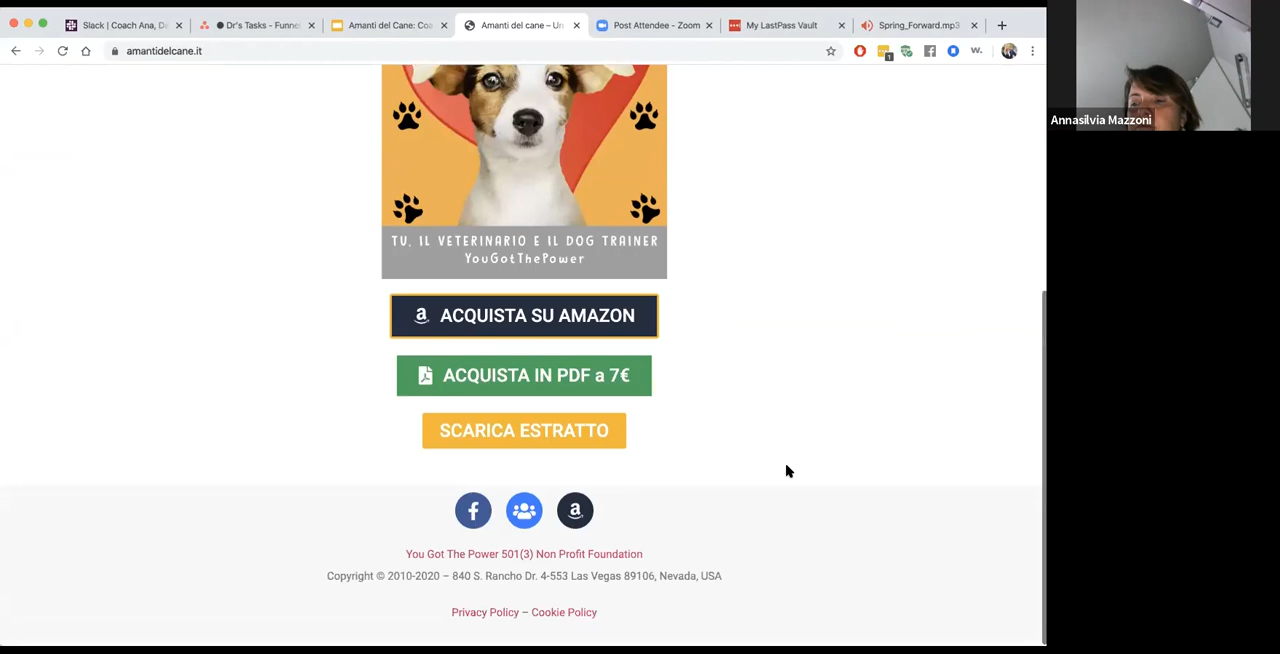 Slack | Coach Ana, D
Dr's Tasks - Funne
Amanti del Cane: Coa
Amanti del cane – Un
Post Attendee - Zoom
My LastPass Vault
Spring_Forward.mp3
amantidelcane.it
1
w.
Annasilvia Mazzoni
TU, IL VETERINARIO E IL DOG TRAINER
YouGotThePower
ACQUISTA SU AMAZON
ACQUISTA IN PDF a 7€
SCARICA ESTRATTO
You Got The Power 501(3) Non Profit Foundation
Copyright © 2010-2020 – 840 S. Rancho Dr. 4-553 Las Vegas 89106, Nevada, USA
Privacy Policy – Cookie Policy